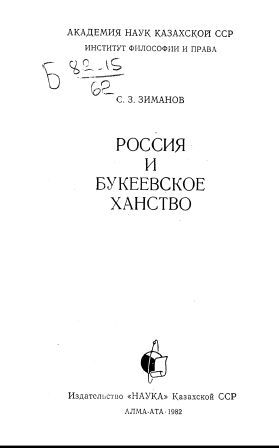 АКАДЕМИЯ НАУК КАЗАХСКОЙ ССР
ИНСТИТУТ ФИЛОСОФИИ И ПРАВА
Б 82-15
62
С. З. ЗИМАНОВ
РОССИЯ
И
БУКЕЕВСКОЕ
ХАНСТВО
Издательство «НАУКА» Казахской ССР
АЛМА-АТА · 1982